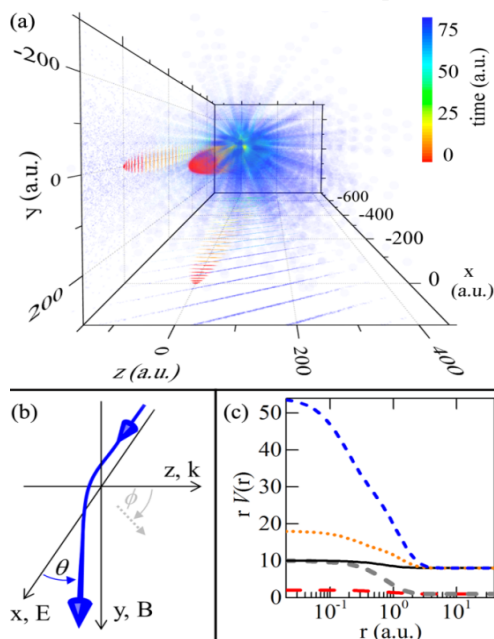 (a)
-200
0
200
y (a.u.)
75
50
25
0
time (a.u.)
-600
-400
-200
0
x
(a.u.)
0
200
400
z (a.u.)
(b)
z, k
ϕ
θ
x, E
y, B
(c)
50
40
30
20
10
0
r V(r)
10⁻¹ 10⁰ 10¹
r (a.u.)